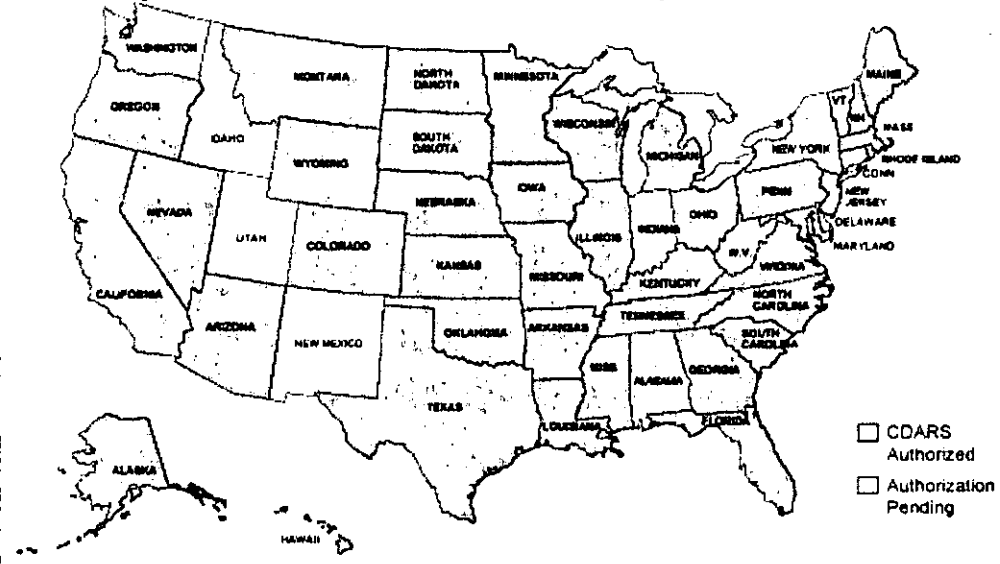 WASHINGTON
MONTANA
NORTH
DAKOTA
MINNESOTA
MAINE
OREGON
IDAHO
WISCONSIN
VT
NH
MASS
SOUTH
DAKOTA
WYOMING
MICHIGAN
NEW YORK
RHODE ISLAND
CONN
IOWA
PENN
NEW
JERSEY
NEBRASKA
NEVADA
OHIO
INDIANA
ILLINOIS
DELAWARE
MARYLAND
UTAH
COLORADO
W.V.
KANSAS
MISSOURI
VIRGINIA
KENTUCKY
CALIFORNIA
NORTH
CAROLINA
TENNESSEE
ARIZONA
NEW MEXICO
OKLAHOMA
ARKANSAS
SOUTH
CAROLINA
MISS
ALABAMA
GEORGIA
TEXAS
LOUISIANA
FLORIDA
CDARS
Authorized
Authorization
Pending
ALASKA
HAWAII